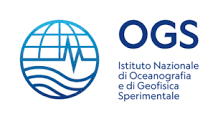 OGS
Istituto Nazionale
di Oceanografia
e di Geofisica
Sperimentale